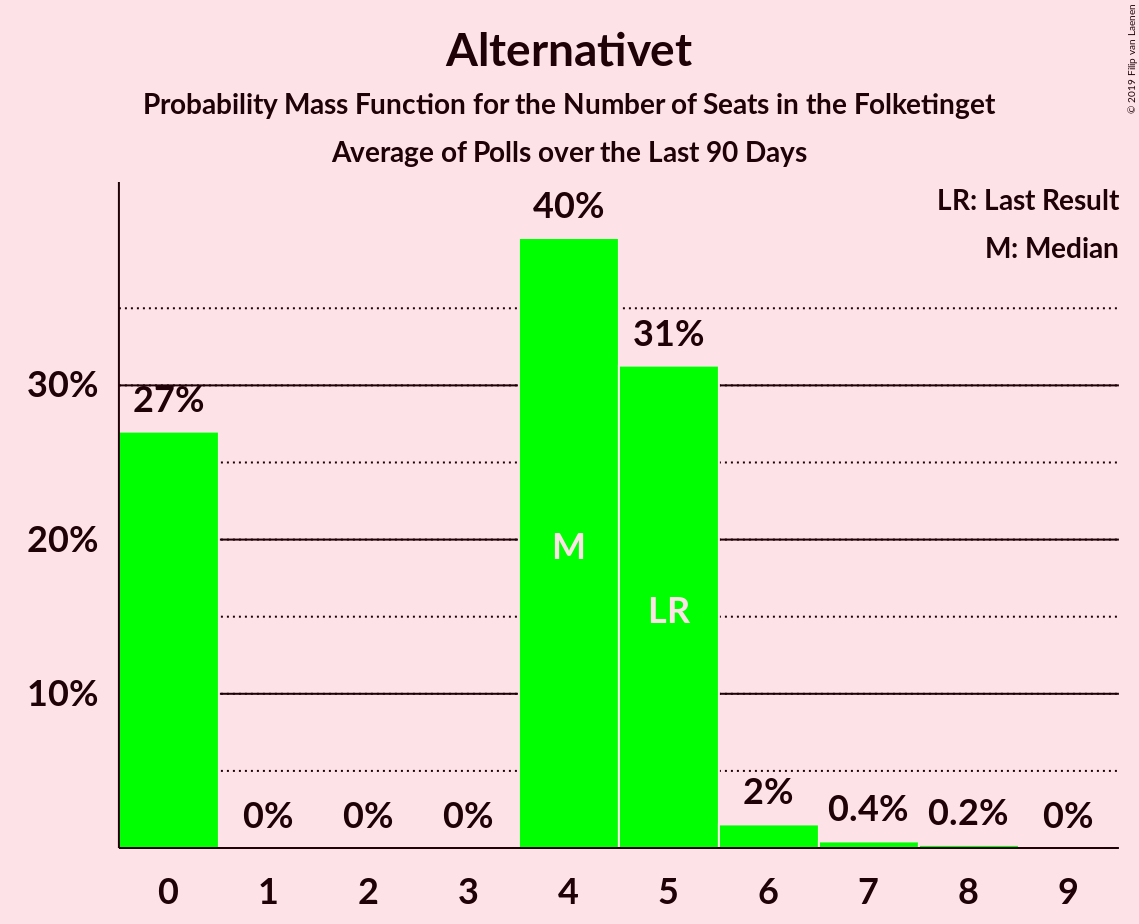 © 2019 Filip van Laenen
Alternativet
Probability Mass Function for the Number of Seats in the Folketinget
Average of Polls over the Last 90 Days
LR: Last Result
M: Median
40%
31%
30%
27%
20%
M
LR
10%
0% 0% 0% 2% 0.4% 0.2% 0%
0 1 2 3 4 5 6 7 8 9